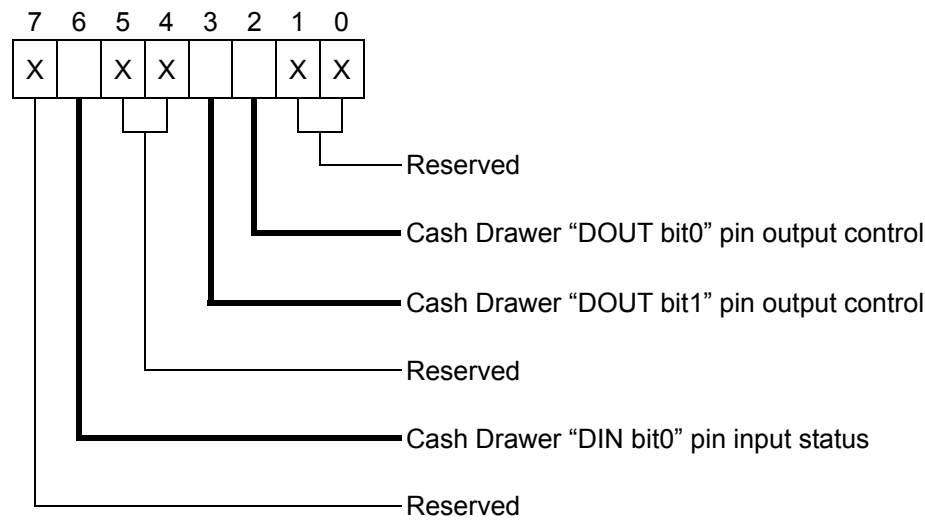 7 6 5 4 3 2 1 0
X X X X X
Reserved
Cash Drawer “DOUT bit0” pin output control
Cash Drawer “DOUT bit1” pin output control
Reserved
Cash Drawer “DIN bit0” pin input status
Reserved